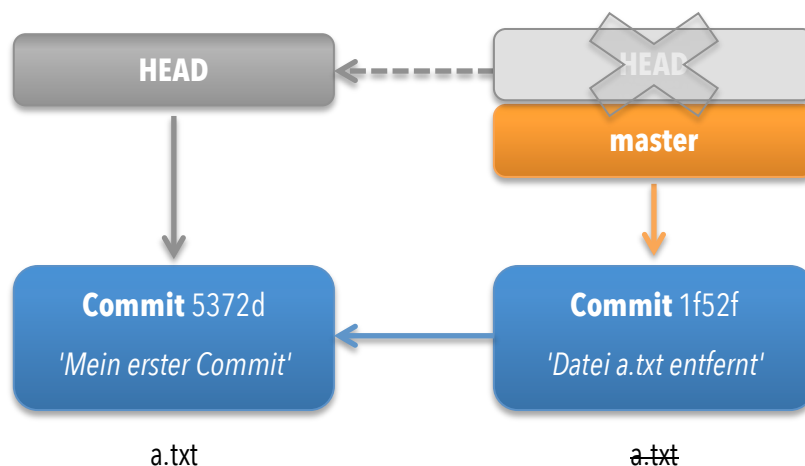 HEAD
HEAD
master
Commit 5372d
'Mein erster Commit'
Commit 1f52f
'Datei a.txt entfernt'
a.txt
a.txt